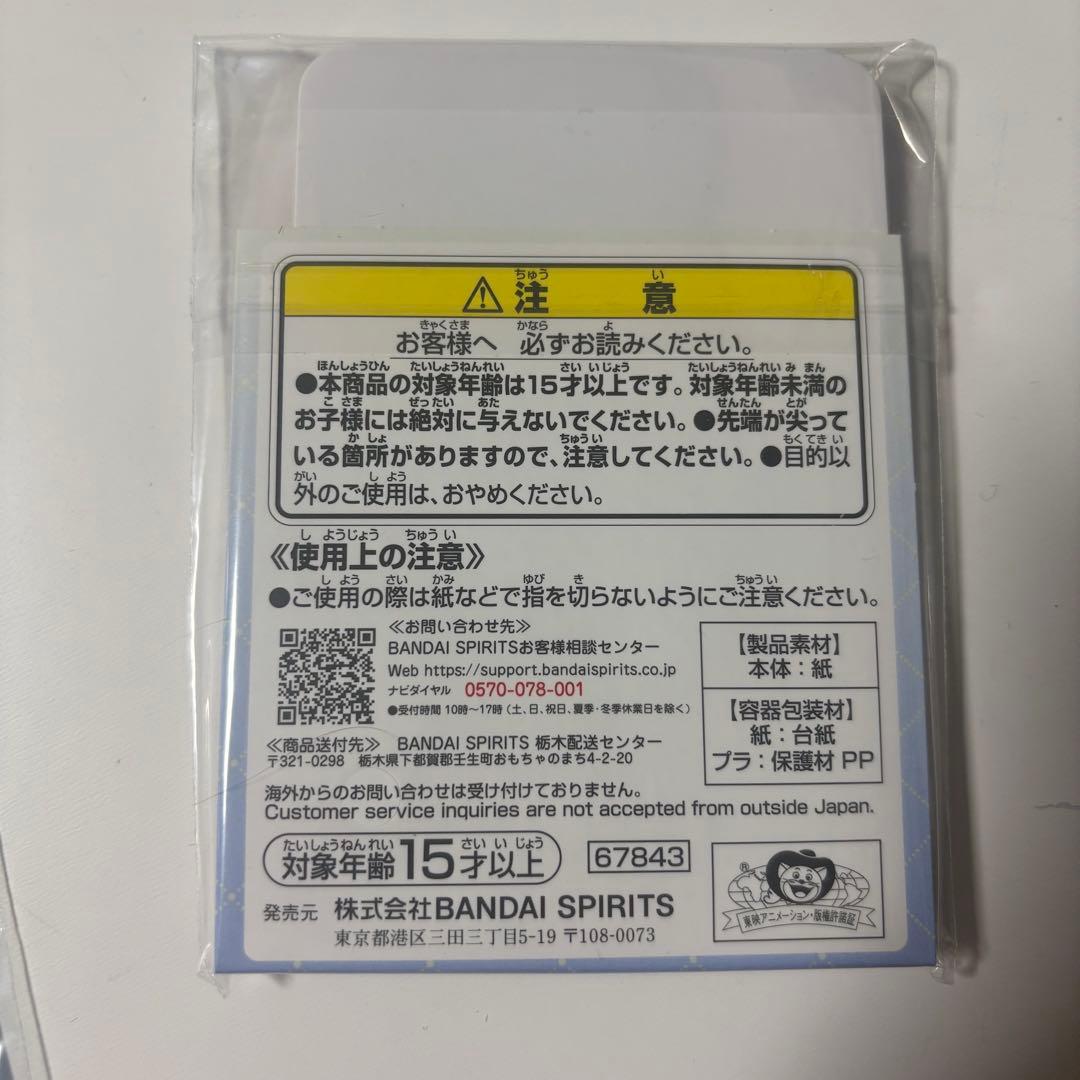 ⚠注意
お客様へ 必ずお読みください。
●本商品の対象年齢は15才以上です。対象年齢未満の
お子様には絶対に与えないでください。●先端が尖って
いる箇所がありますので、注意してください。●目的以
外のご使用は、おやめください。
《使用上の注意》
●ご使用の際は紙などで指を切らないようにご注意ください。
≪お問い合わせ先≫
BANDAI SPIRITSお客様相談センター
Web https://support.bandaispirits.co.jp
ナビダイヤル 0570-078-001
●受付時間 10時～17時（土、日、祝日、夏季・冬季休業日を除く）
≪商品送付先≫ BANDAI SPIRITS 栃木配送センター
〒321-0298 栃木県下都賀郡壬生町おもちゃのまち4-2-20
【製品素材】
本体：紙
【容器包装材】
紙：台紙
プラ：保護材 PP
海外からのお問い合わせは受け付けておりません。
Customer service inquiries are not accepted from outside Japan.
対象年齢15才以上
67843
発売元 株式会社BANDAI SPIRITS
東京都港区三田三丁目5-19 〒108-0073
®
東映アニメーション・版権許諾証